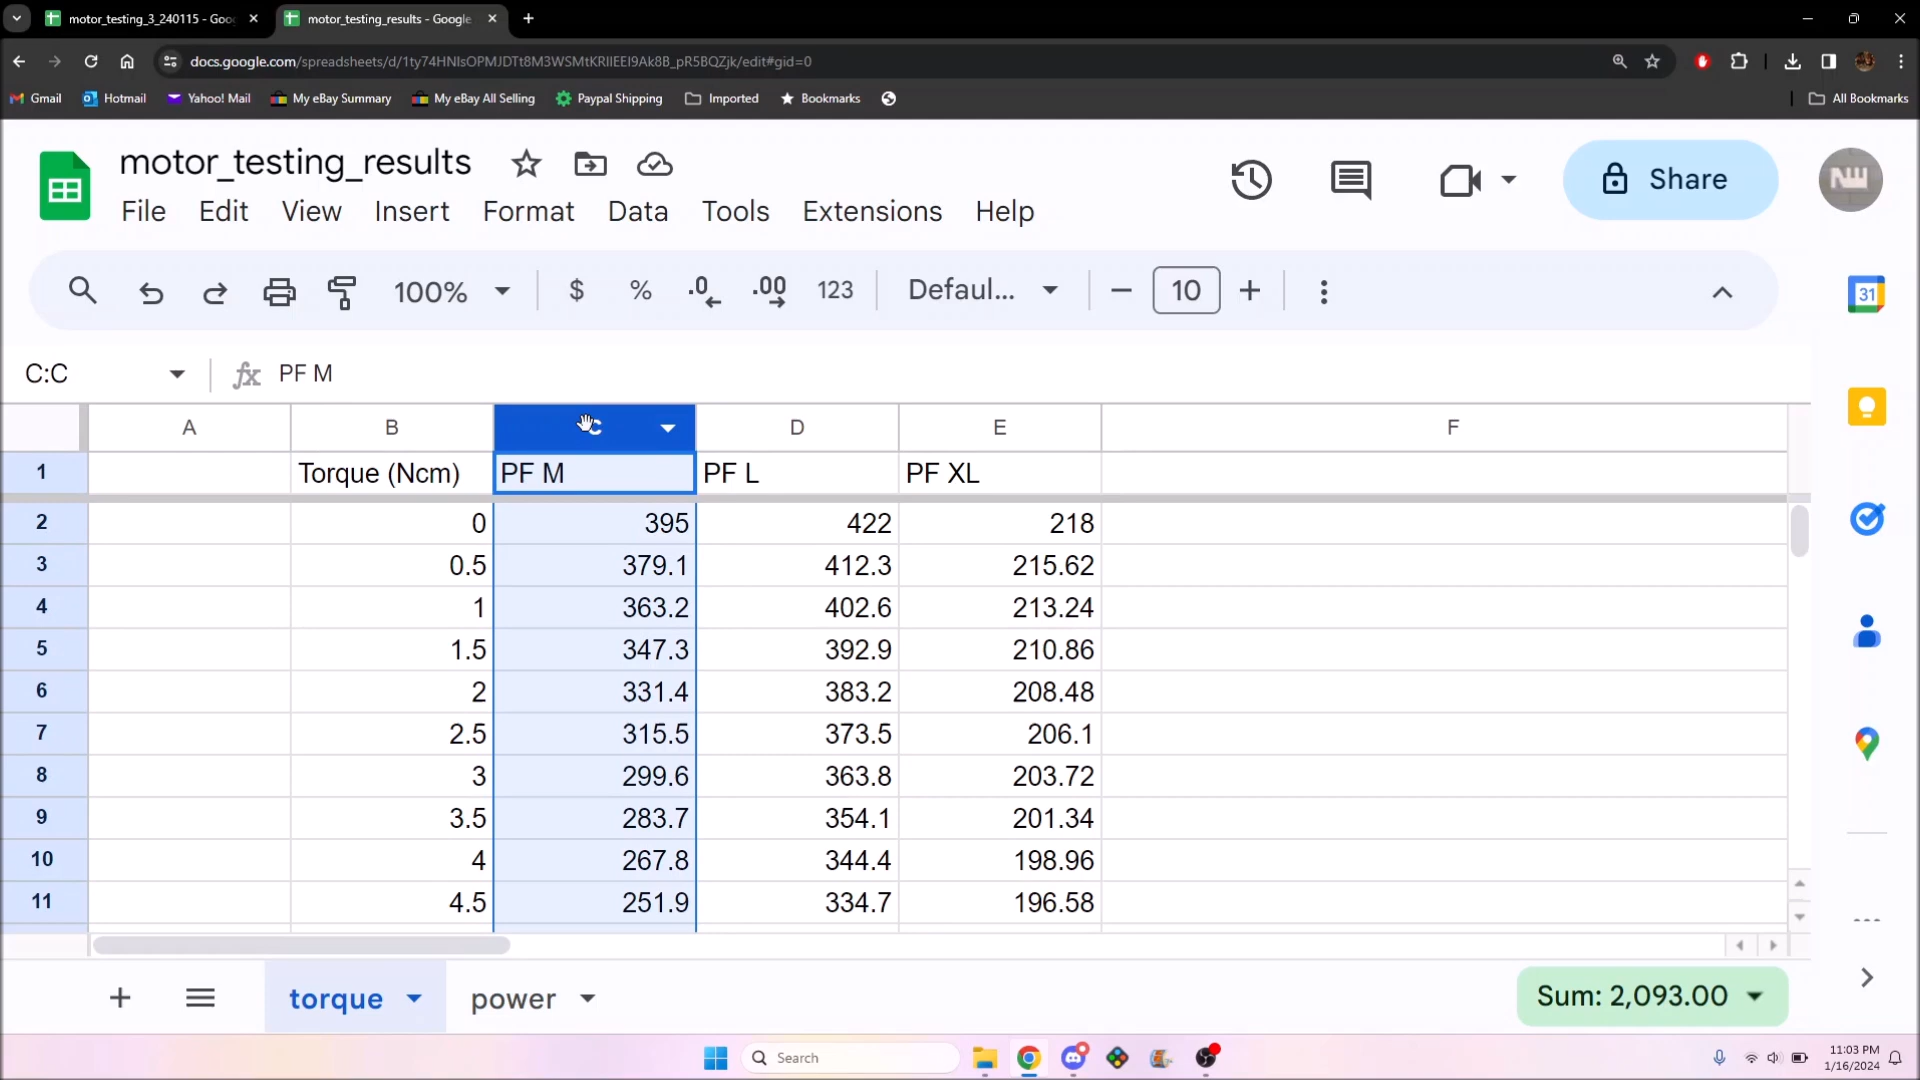 motor_testing_3_240115 - Goo
motor_testing_results - Google
docs.google.com/spreadsheets/d/1ty74HNIsOPMJDTt8M3WSMtKRIIEEI9Ak8B_pR5BQZjk/edit#gid=0
Gmail Hotmail Yahoo! Mail My eBay Summary My eBay All Selling Paypal Shipping Imported Bookmarks All Bookmarks
motor_testing_results
Share
File Edit View Insert Format Data Tools Extensions Help
100% $ % .0 .00 123 Defaul... 10
31
C:C fx PF M
A B C D E F
1 Torque (Ncm) PF M PF L PF XL
2 0 395 422 218
3 0.5 379.1 412.3 215.62
4 1 363.2 402.6 213.24
5 1.5 347.3 392.9 210.86
6 2 331.4 383.2 208.48
7 2.5 315.5 373.5 206.1
8 3 299.6 363.8 203.72
9 3.5 283.7 354.1 201.34
10 4 267.8 344.4 198.96
11 4.5 251.9 334.7 196.58
torque power Sum: 2,093.00
Search
11:03 PM
1/16/2024